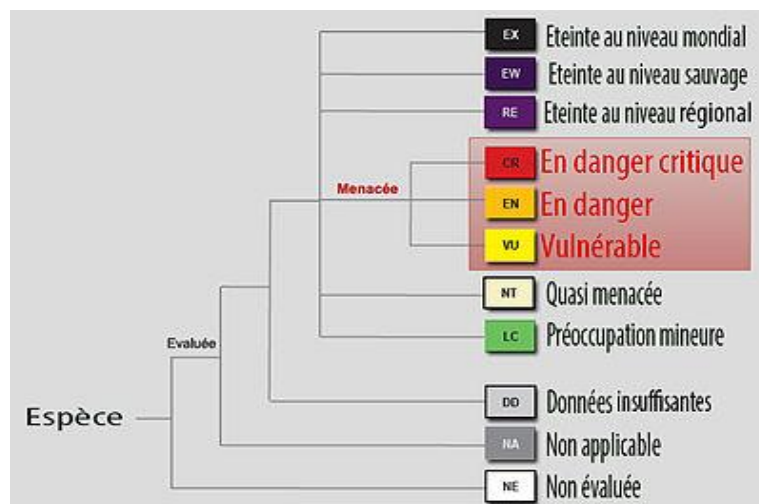 EX Eteinte au niveau mondial
EW Eteinte au niveau sauvage
RE Eteinte au niveau régional
CR En danger critique
Menacée
EN En danger
VU Vulnérable
NT Quasi menacée
LC Préoccupation mineure
Evaluée
DD Données insuffisantes
Espèce
NA Non applicable
NE Non évaluée